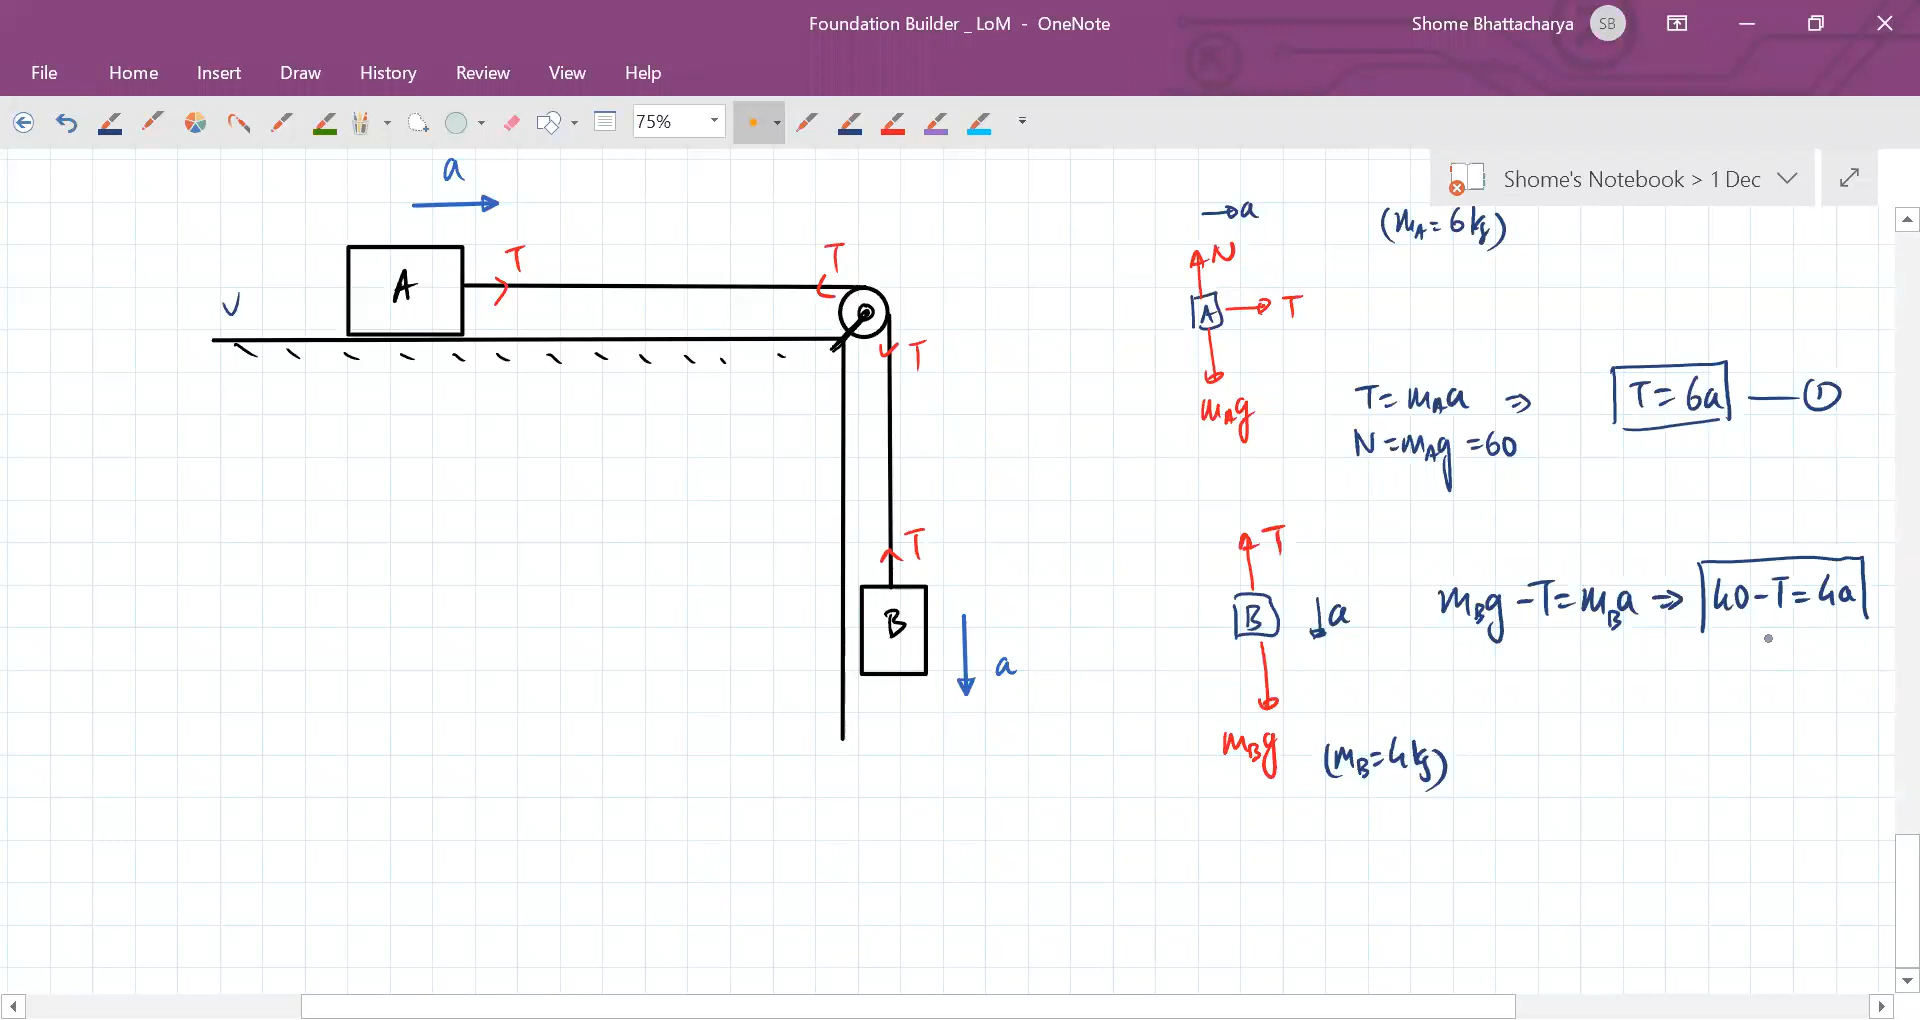 Foundation Builder _ LoM - OneNote
Shome Bhattacharya SB
File Home Insert Draw History Review View Help
75%
Shome's Notebook > 1 Dec
a
A
T
T
T
T
B
a
→a
(mA = 6kg)
N
A
T
mAg
T = mAa ⇒ T = 6a — ①
N = mAg = 60
T
B
a
mBg - T = mBa ⇒ 40 - T = 4a
mBg (mB = 4kg)